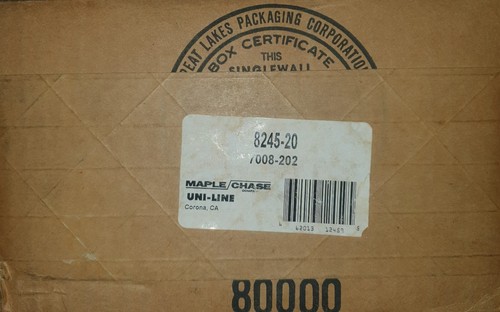 GREAT LAKES PACKAGING CORPORATION
BOX CERTIFICATE
THIS
SINGLEWALL
8245-20
7008-202
MAPLE/CHASE
UNI-LINE
Corona, CA
80000